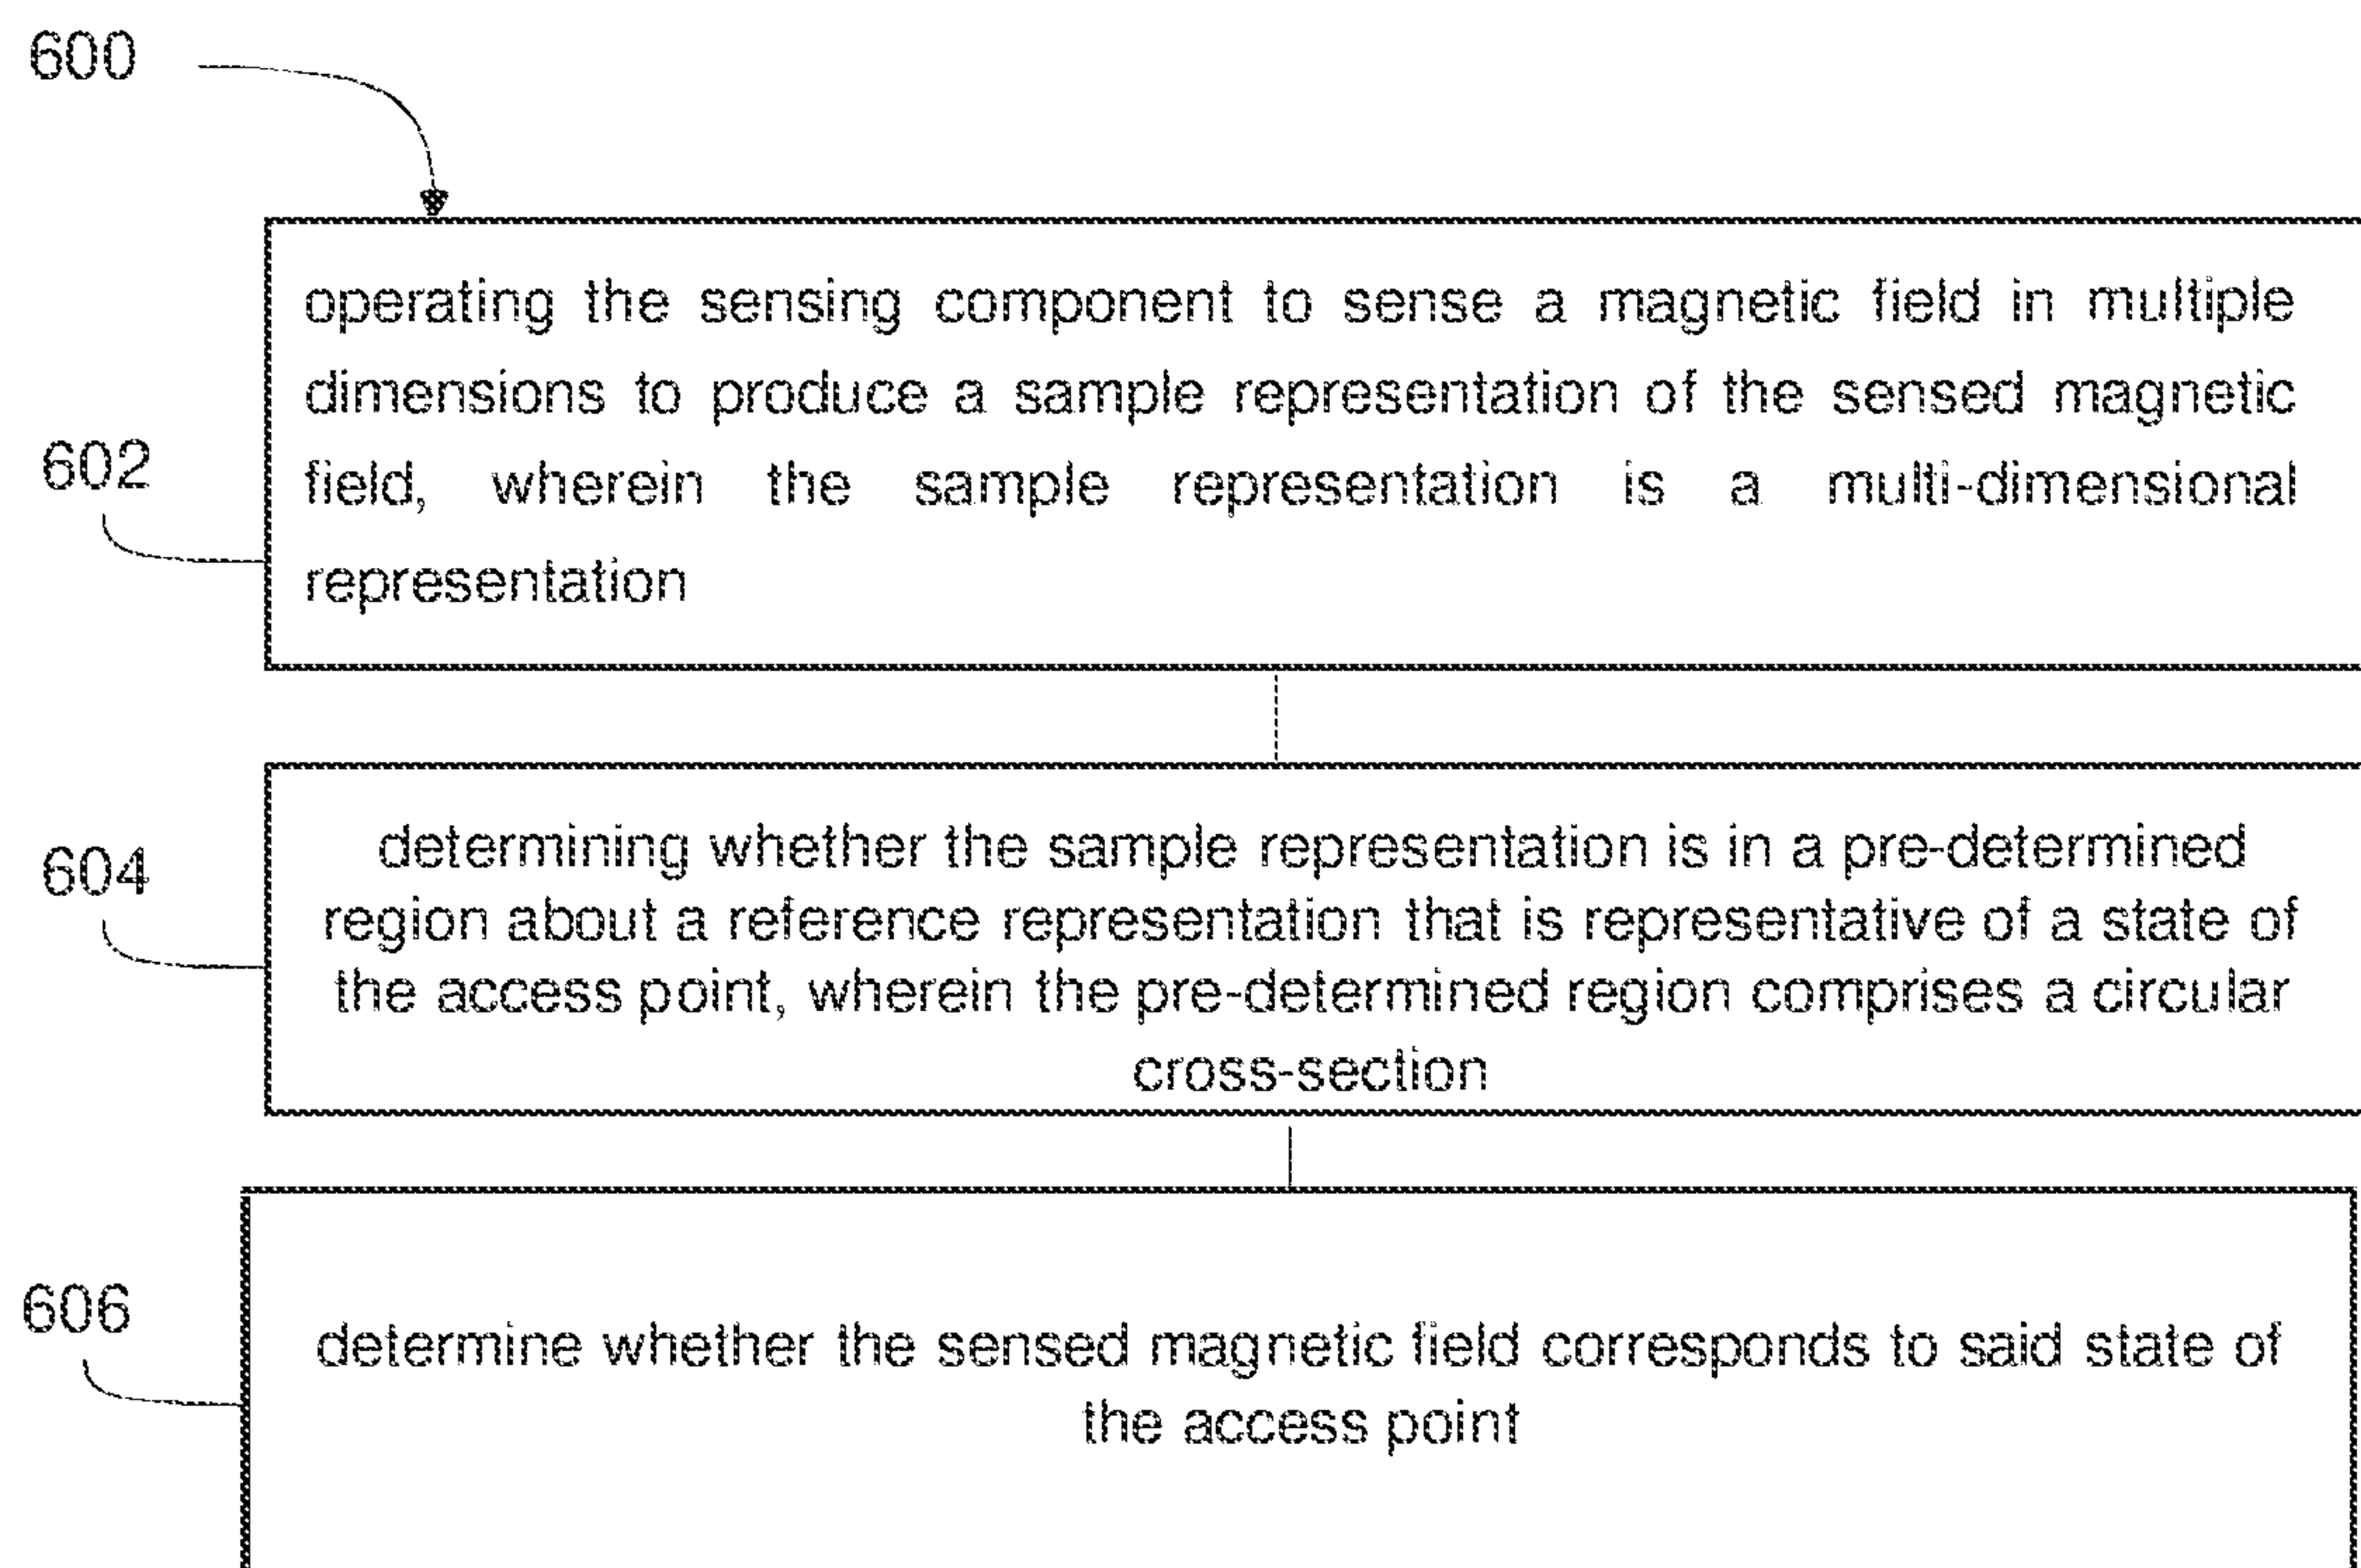 600
operating the sensing component to sense a magnetic field in multiple
dimensions to produce a sample representation of the sensed magnetic
field, wherein the sample representation is a multi-dimensional
representation
602
determining whether the sample representation is in a pre-determined
region about a reference representation that is representative of a state of
the access point, wherein the pre-determined region comprises a circular
cross-section
604
determine whether the sensed magnetic field corresponds to said state of
the access point
606